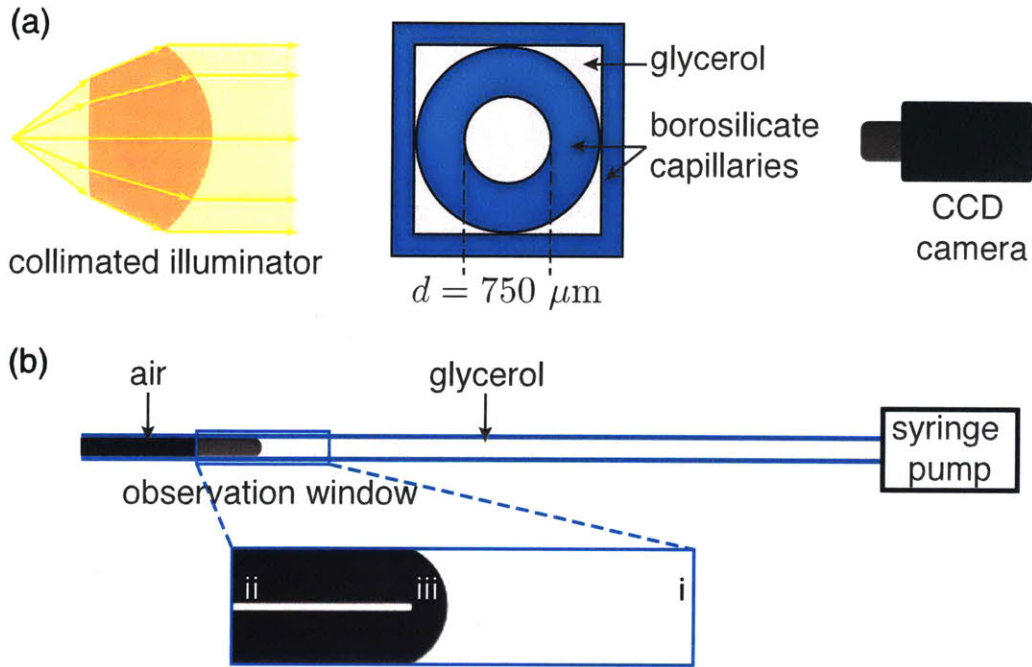 (a)
glycerol
borosilicate
capillaries
CCD
camera
collimated illuminator
d = 750 μm
(b)
air
glycerol
syringe
pump
observation window
ii
iii
i